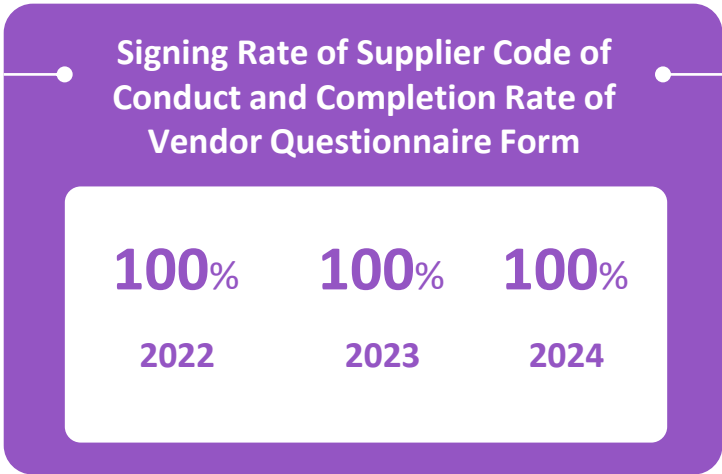 Signing Rate of Supplier Code of
Conduct and Completion Rate of
Vendor Questionnaire Form
100% 100% 100%
2022 2023 2024